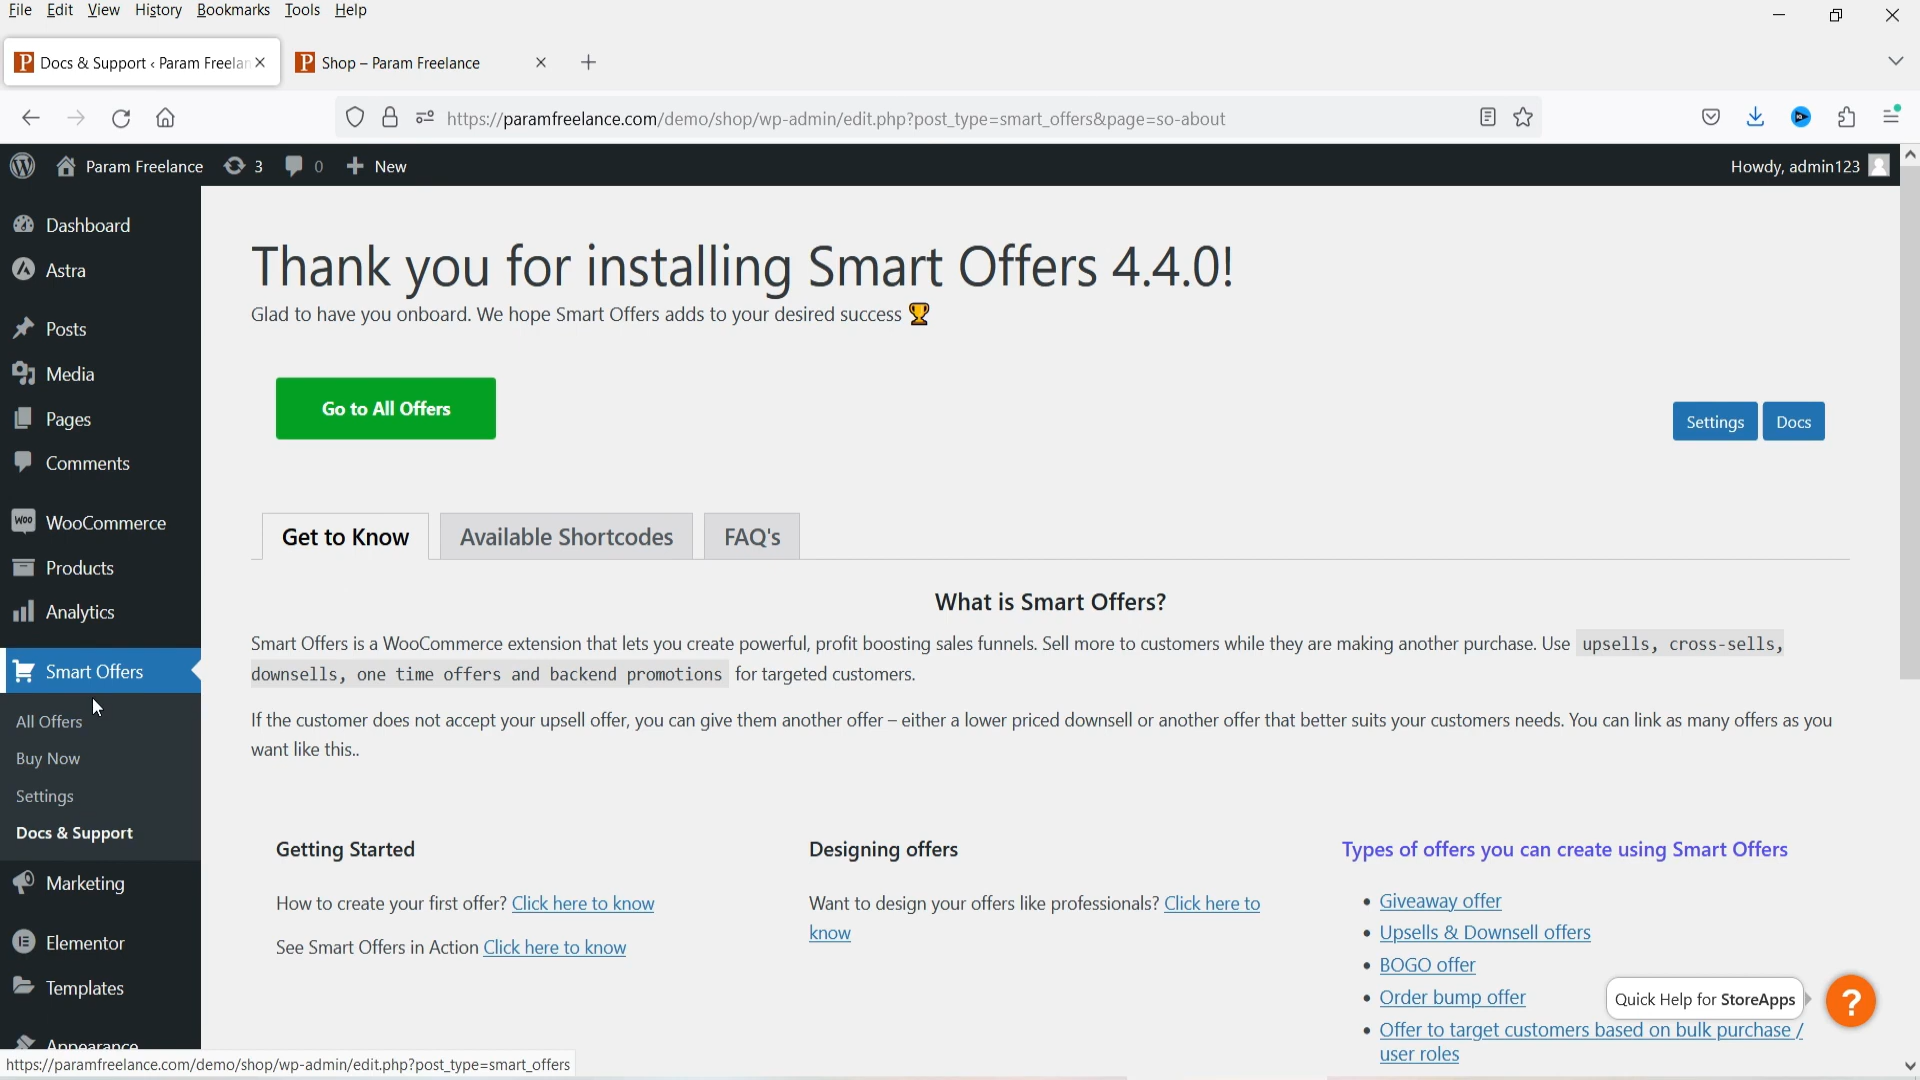 File Edit View History Bookmarks Tools Help
Docs & Support ‹ Param Freelan
Shop – Param Freelance
https://paramfreelance.com/demo/shop/wp-admin/edit.php?post_type=smart_offers&page=so-about
Param Freelance 3 0 + New
Howdy, admin123
Dashboard
Astra
Posts
Media
Pages
Comments
WooCommerce
Products
Analytics
Smart Offers
All Offers
Buy Now
Settings
Docs & Support
Marketing
Elementor
Templates
Appearance
Thank you for installing Smart Offers 4.4.0!
Glad to have you onboard. We hope Smart Offers adds to your desired success 🏆
Go to All Offers
Settings Docs
Get to Know Available Shortcodes FAQ's
What is Smart Offers?
Smart Offers is a WooCommerce extension that lets you create powerful, profit boosting sales funnels. Sell more to customers while they are making another purchase. Use upsells, cross-sells,
downsells, one time offers and backend promotions for targeted customers.
If the customer does not accept your upsell offer, you can give them another offer – either a lower priced downsell or another offer that better suits your customers needs. You can link as many offers as you
want like this..
Getting Started
How to create your first offer? Click here to know
See Smart Offers in Action Click here to know
Designing offers
Want to design your offers like professionals? Click here to
know
Types of offers you can create using Smart Offers
• Giveaway offer
• Upsells & Downsell offers
• BOGO offer
• Order bump offer
• Offer to target customers based on bulk purchase /
user roles
Quick Help for StoreApps
?
https://paramfreelance.com/demo/shop/wp-admin/edit.php?post_type=smart_offers